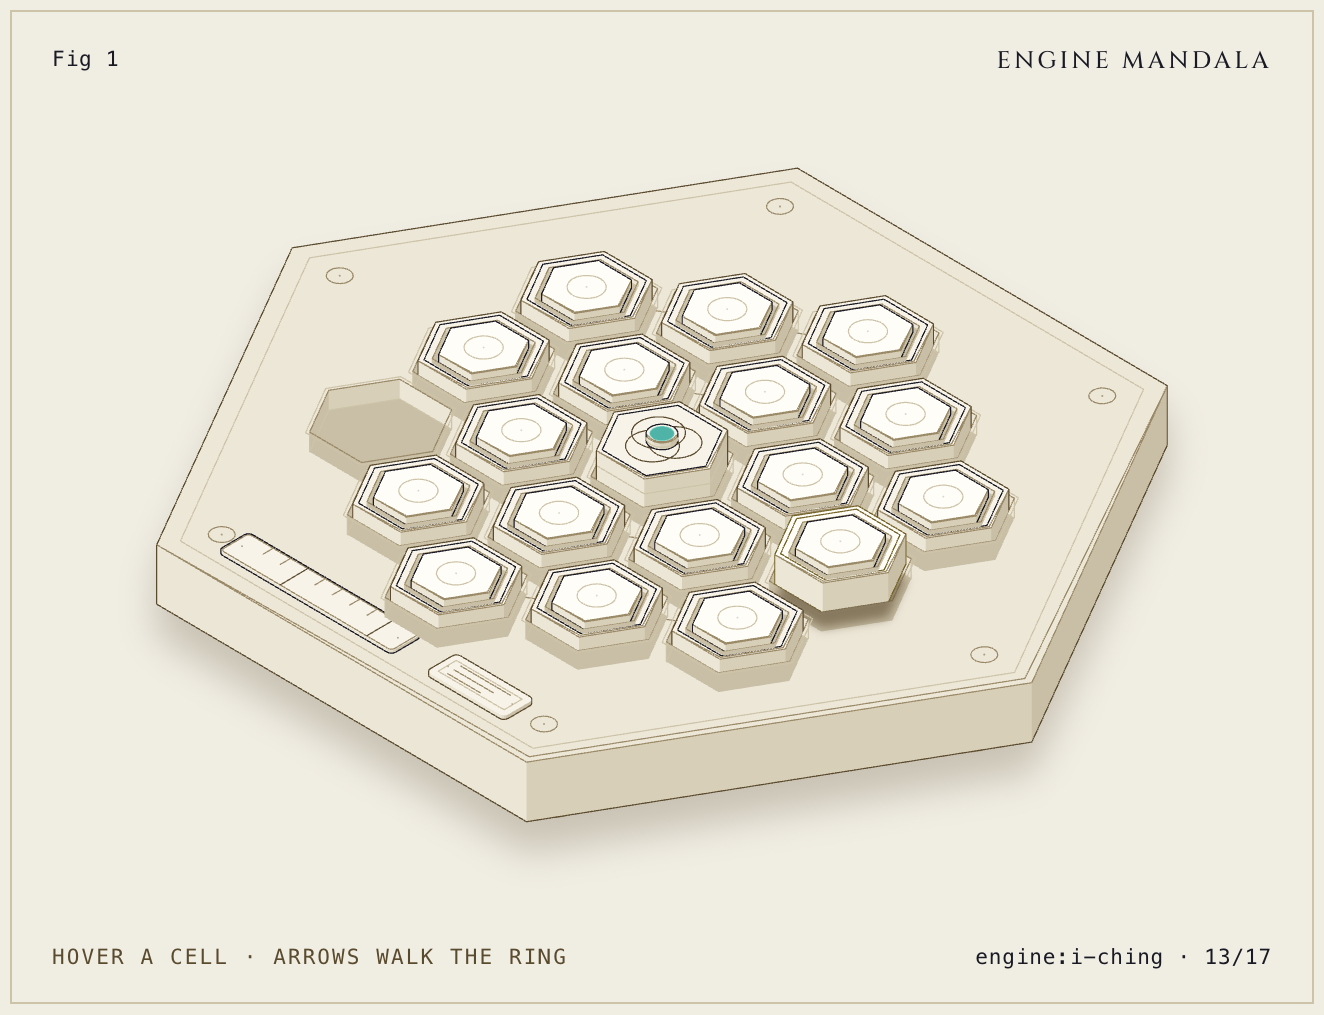 Fig 1
ENGINE MANDALA
HOVER A CELL · ARROWS WALK THE RING
engine:i-ching · 13/17